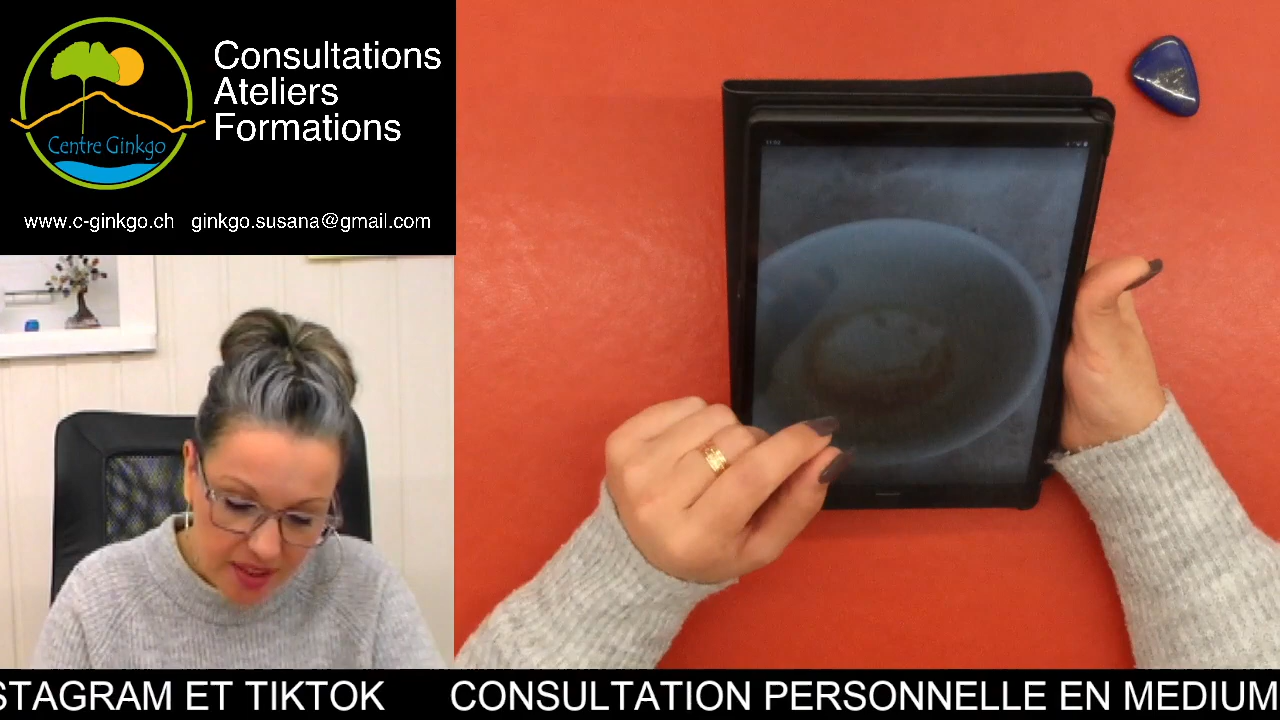 Consultations
Ateliers
Formations
Centre Ginkgo
www.c-ginkgo.ch ginkgo.susana@gmail.com
STAGRAM ET TIKTOK CONSULTATION PERSONNELLE EN MEDIUM